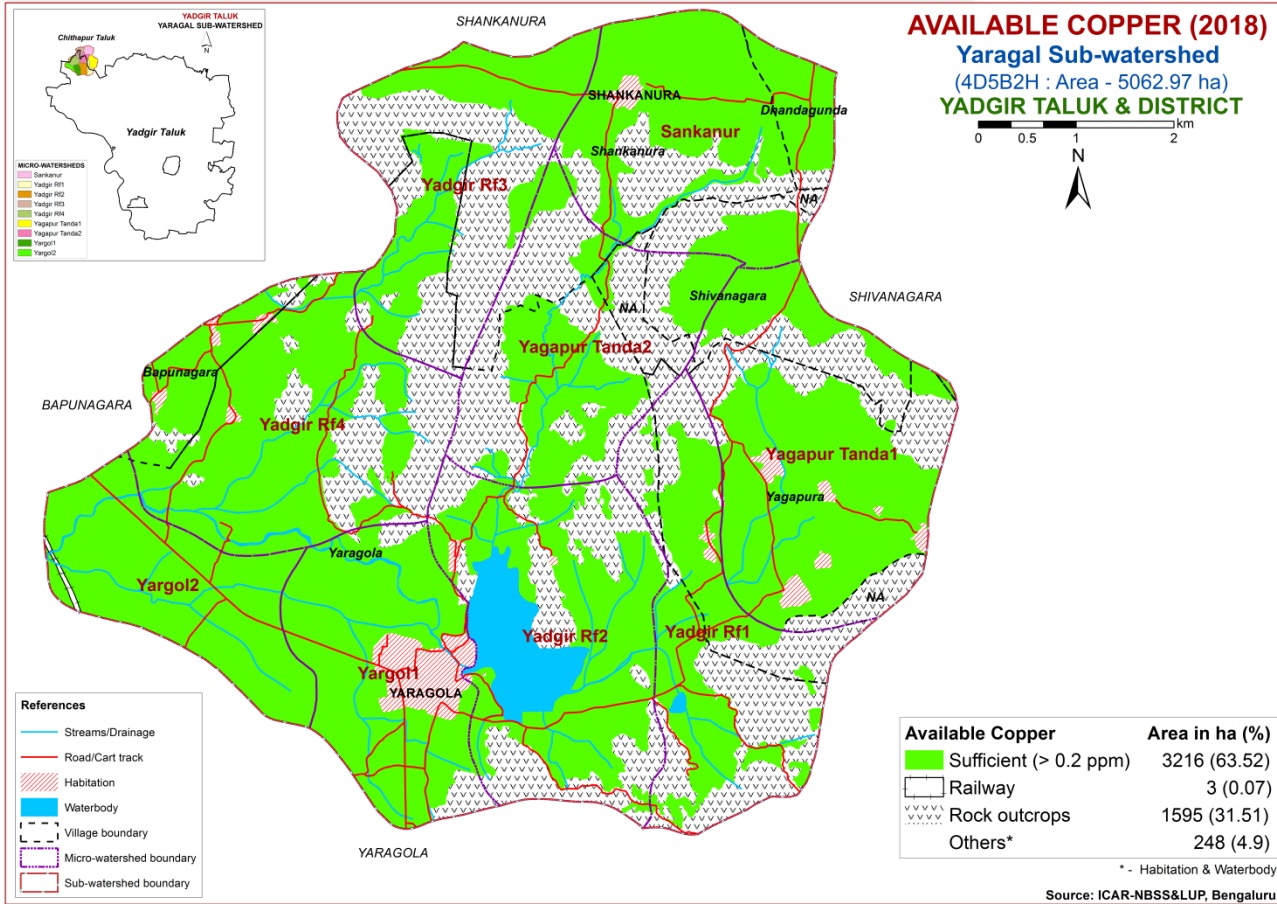 YADGIR TALUK
YARAGAL SUB-WATERSHED
N
Chithapur Taluk
Yadgir Taluk
MICRO-WATERSHEDS
Sankanur
Yadgir Rf1
Yadgir Rf2
Yadgir Rf3
Yadgir Rf4
Yagapur Tanda1
Yagapur Tanda2
Yargol1
Yargol2
AVAILABLE COPPER (2018)
Yaragal Sub-watershed
(4D5B2H : Area - 5062.97 ha)
YADGIR TALUK & DISTRICT
km
0 0.5 1 2
N
SHANKANURA
SHANKANURA
Dhandagunda
Sankanur
Shankanura
Yadgir Rf3
NA
Shivanagara
SHIVANAGARA
NA
Yagapur Tanda2
Bapunagara
BAPUNAGARA
Yadgir Rf4
Yagapur Tanda1
Yagapura
Yaragola
Yargol2
NA
Yadgir Rf2
Yadgir Rf1
Yargol1
YARAGOLA
YARAGOLA
References
Streams/Drainage
Road/Cart track
Habitation
Waterbody
Village boundary
Micro-watershed boundary
Sub-watershed boundary
Available Copper Area in ha (%)
Sufficient (> 0.2 ppm) 3216 (63.52)
Railway 3 (0.07)
Rock outcrops 1595 (31.51)
Others* 248 (4.9)
* - Habitation & Waterbody
Source: ICAR-NBSS&LUP, Bengaluru